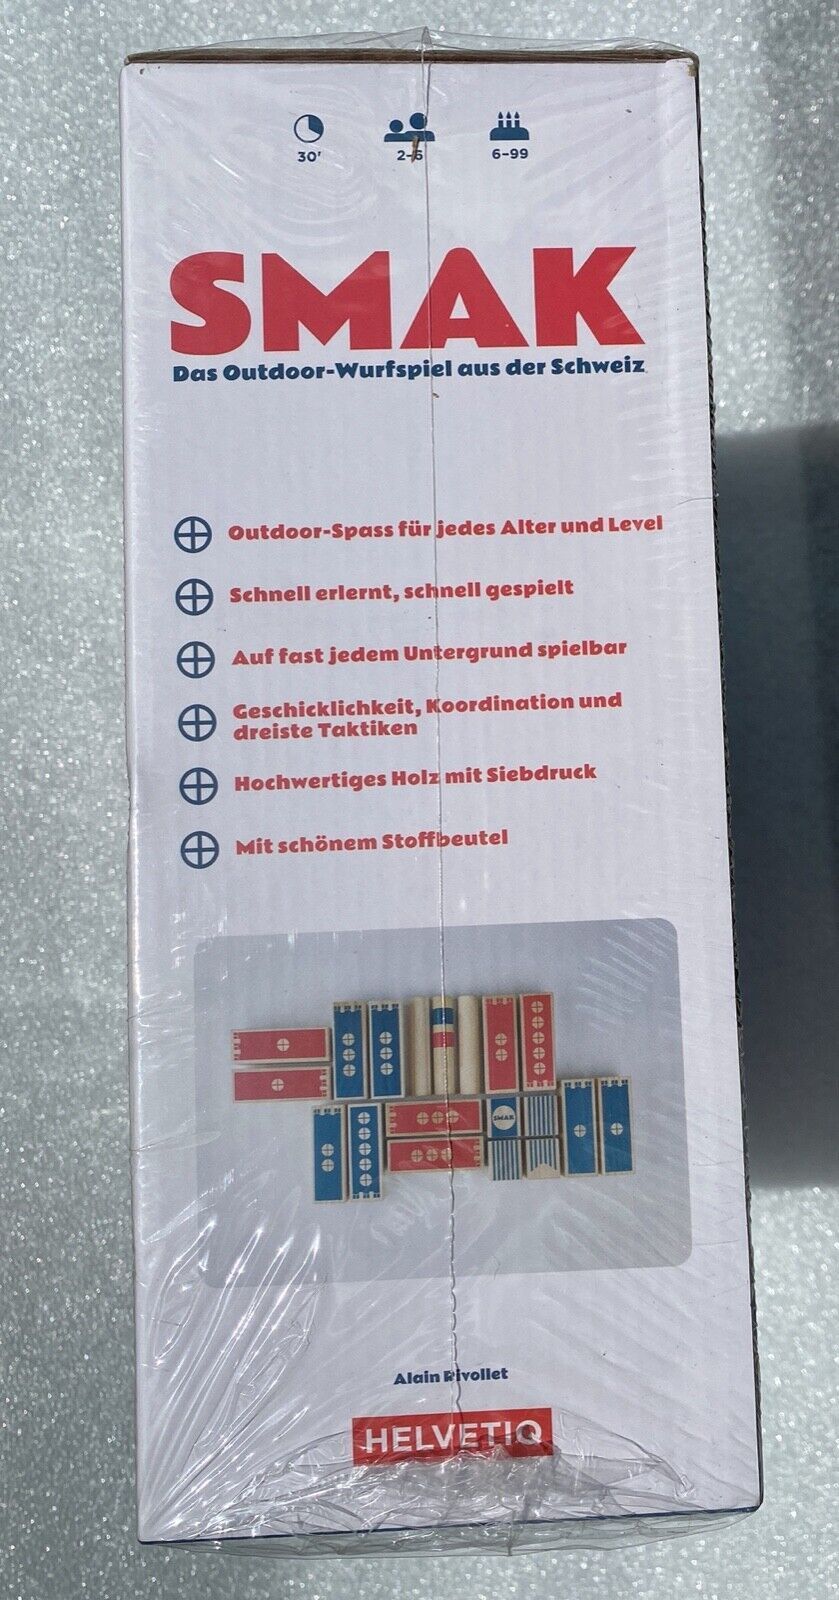 30' 2-6 6-99
SMAK
Das Outdoor-Wurfspiel aus der Schweiz
Outdoor-Spass für jedes Alter und Level
Schnell erlernt, schnell gespielt
Auf fast jedem Untergrund spielbar
Geschicklichkeit, Koordination und
dreiste Taktiken
Hochwertiges Holz mit Siebdruck
Mit schönem Stoffbeutel
SMAK
Alain Rivollet
HELVETIQ